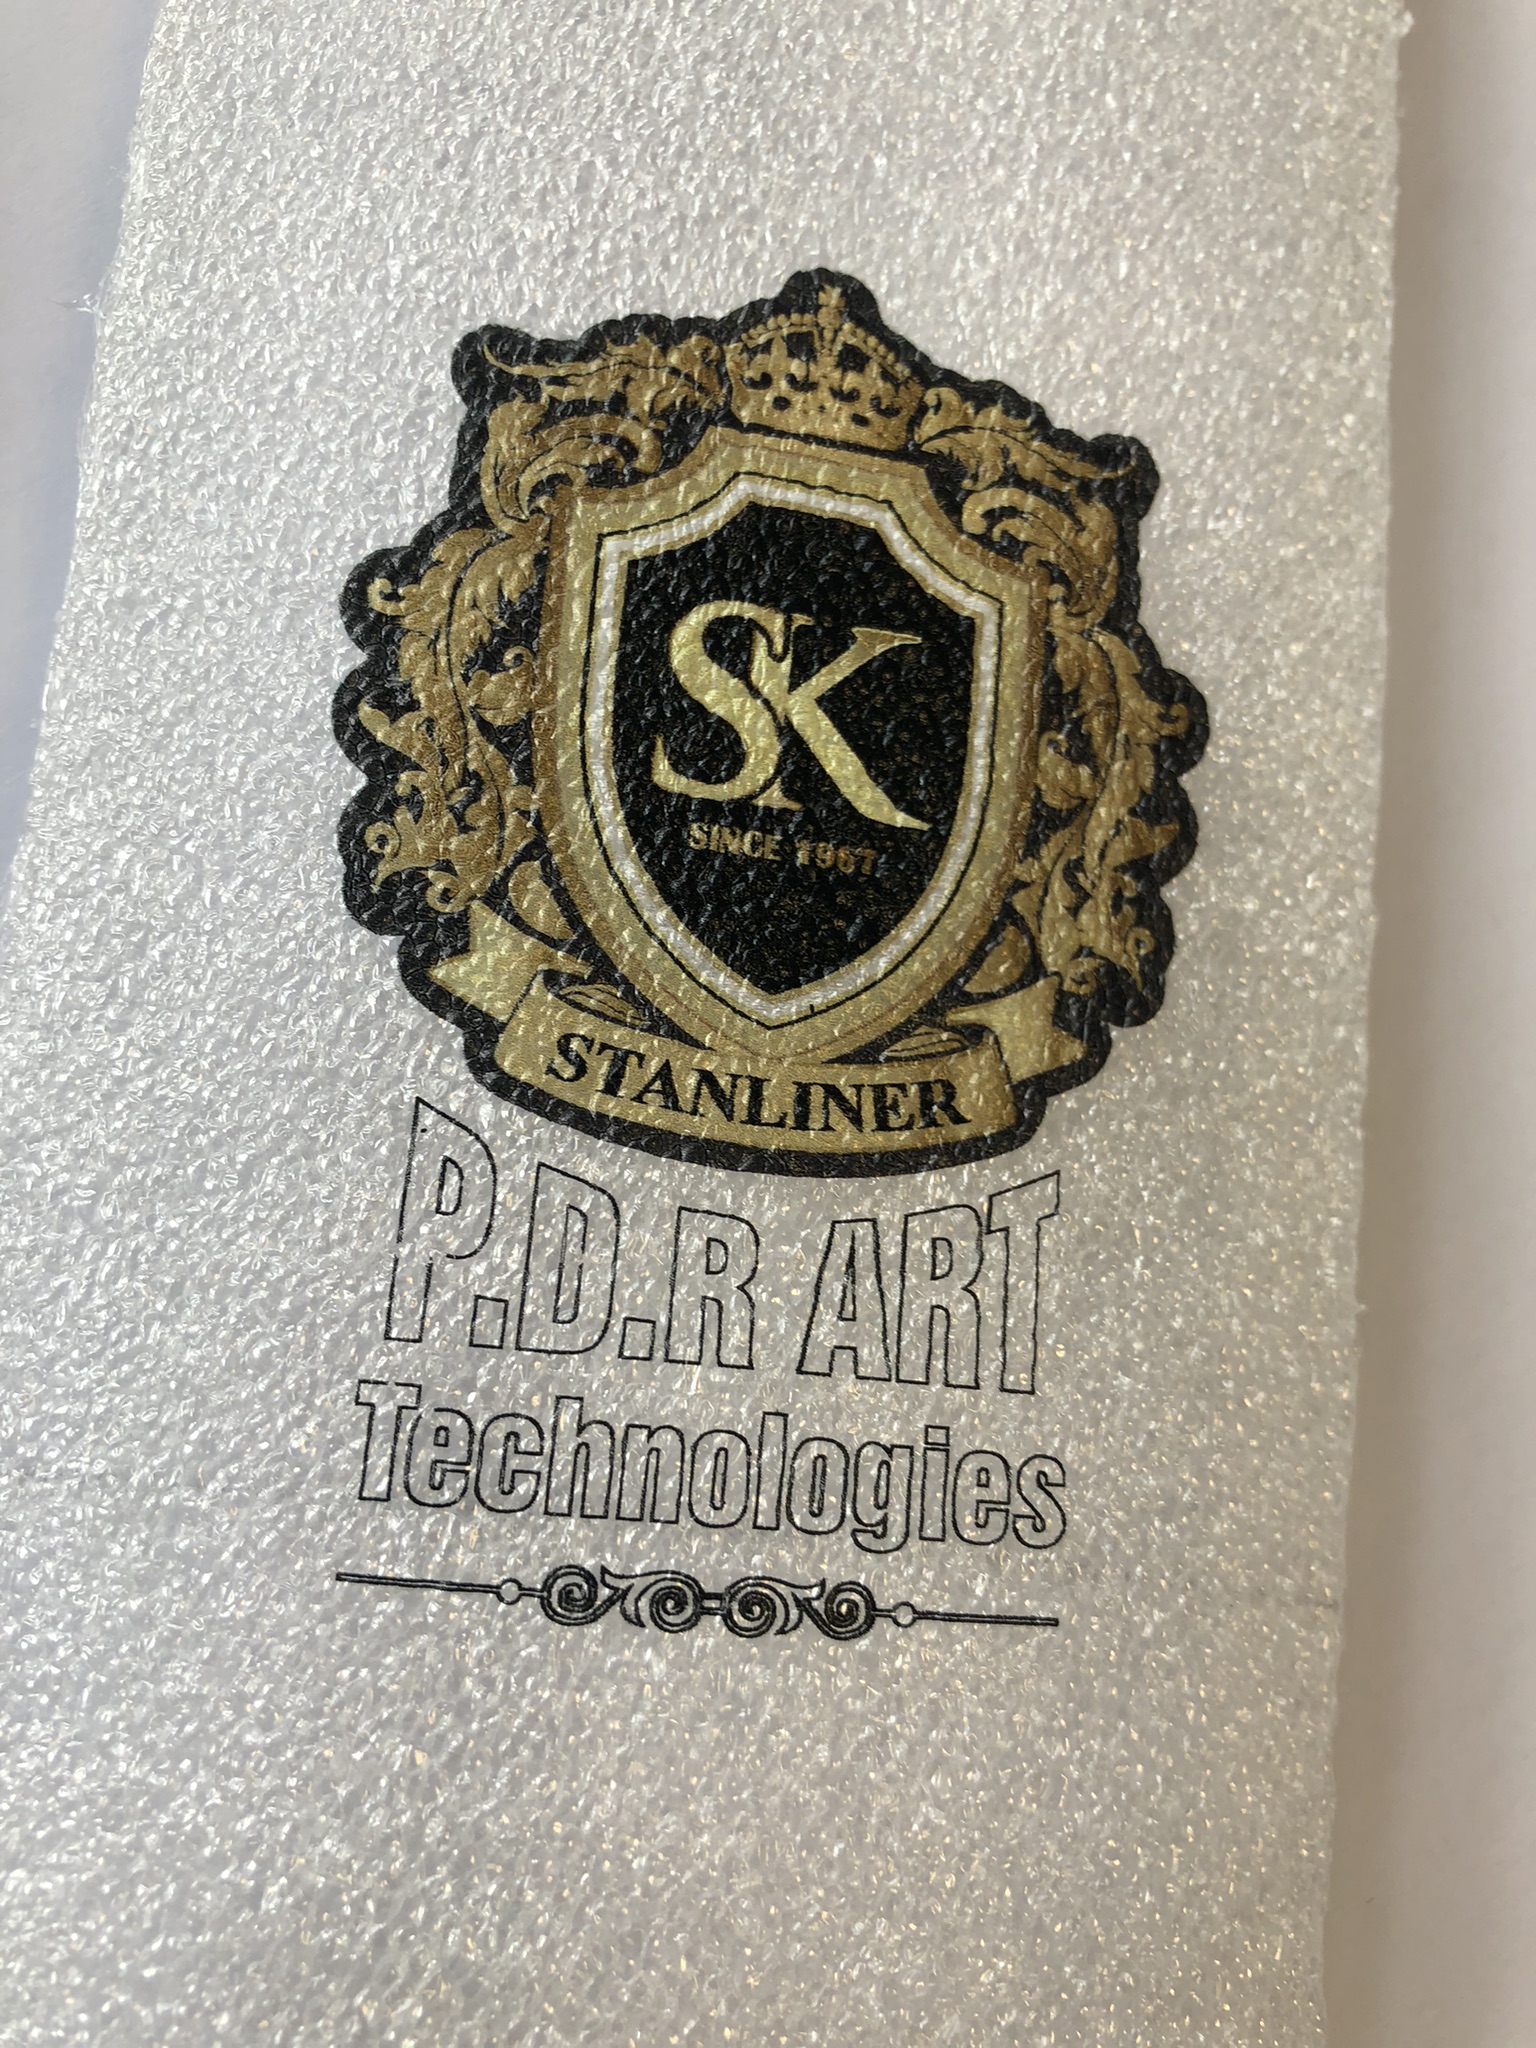 SK
SINCE 1967
STANLINER
P.D.R ART
Technologies